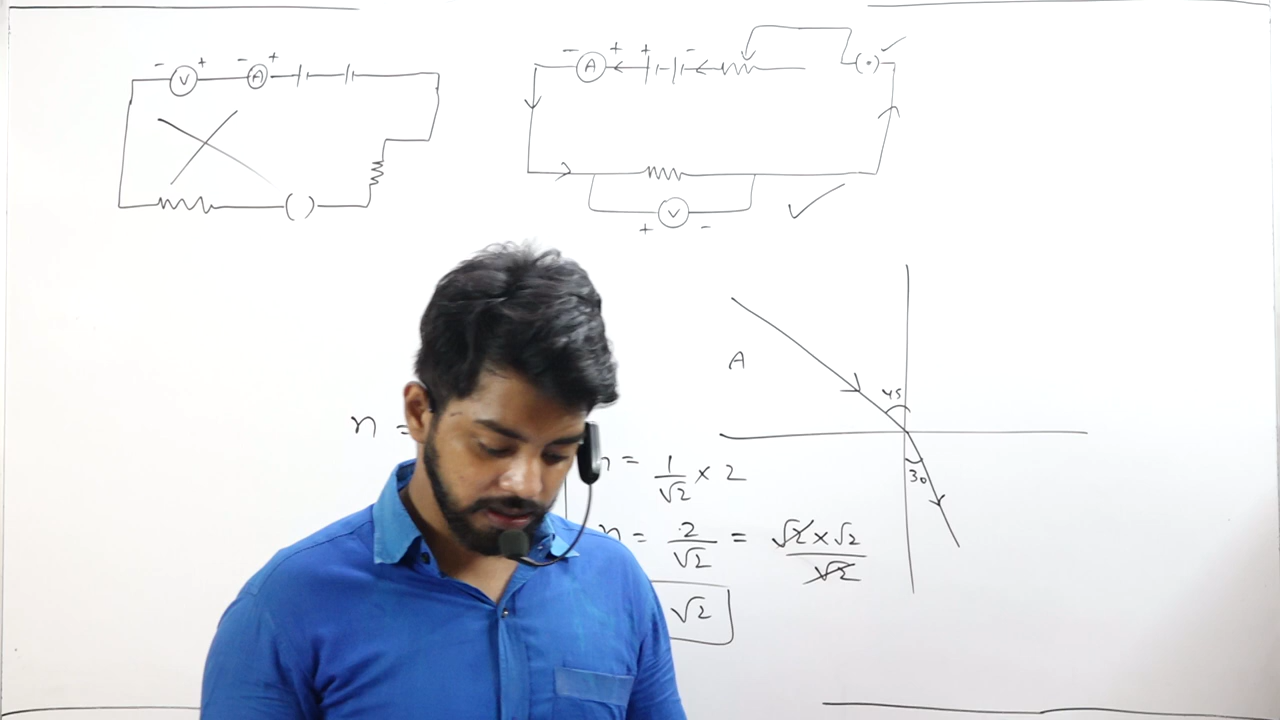 - V + - A + 
- A + + - (•) ✓
V
+ - ✓
A
45
30
n =
n = 1/√2 × 2
n = 2/√2 = √2×√2/√2
√2